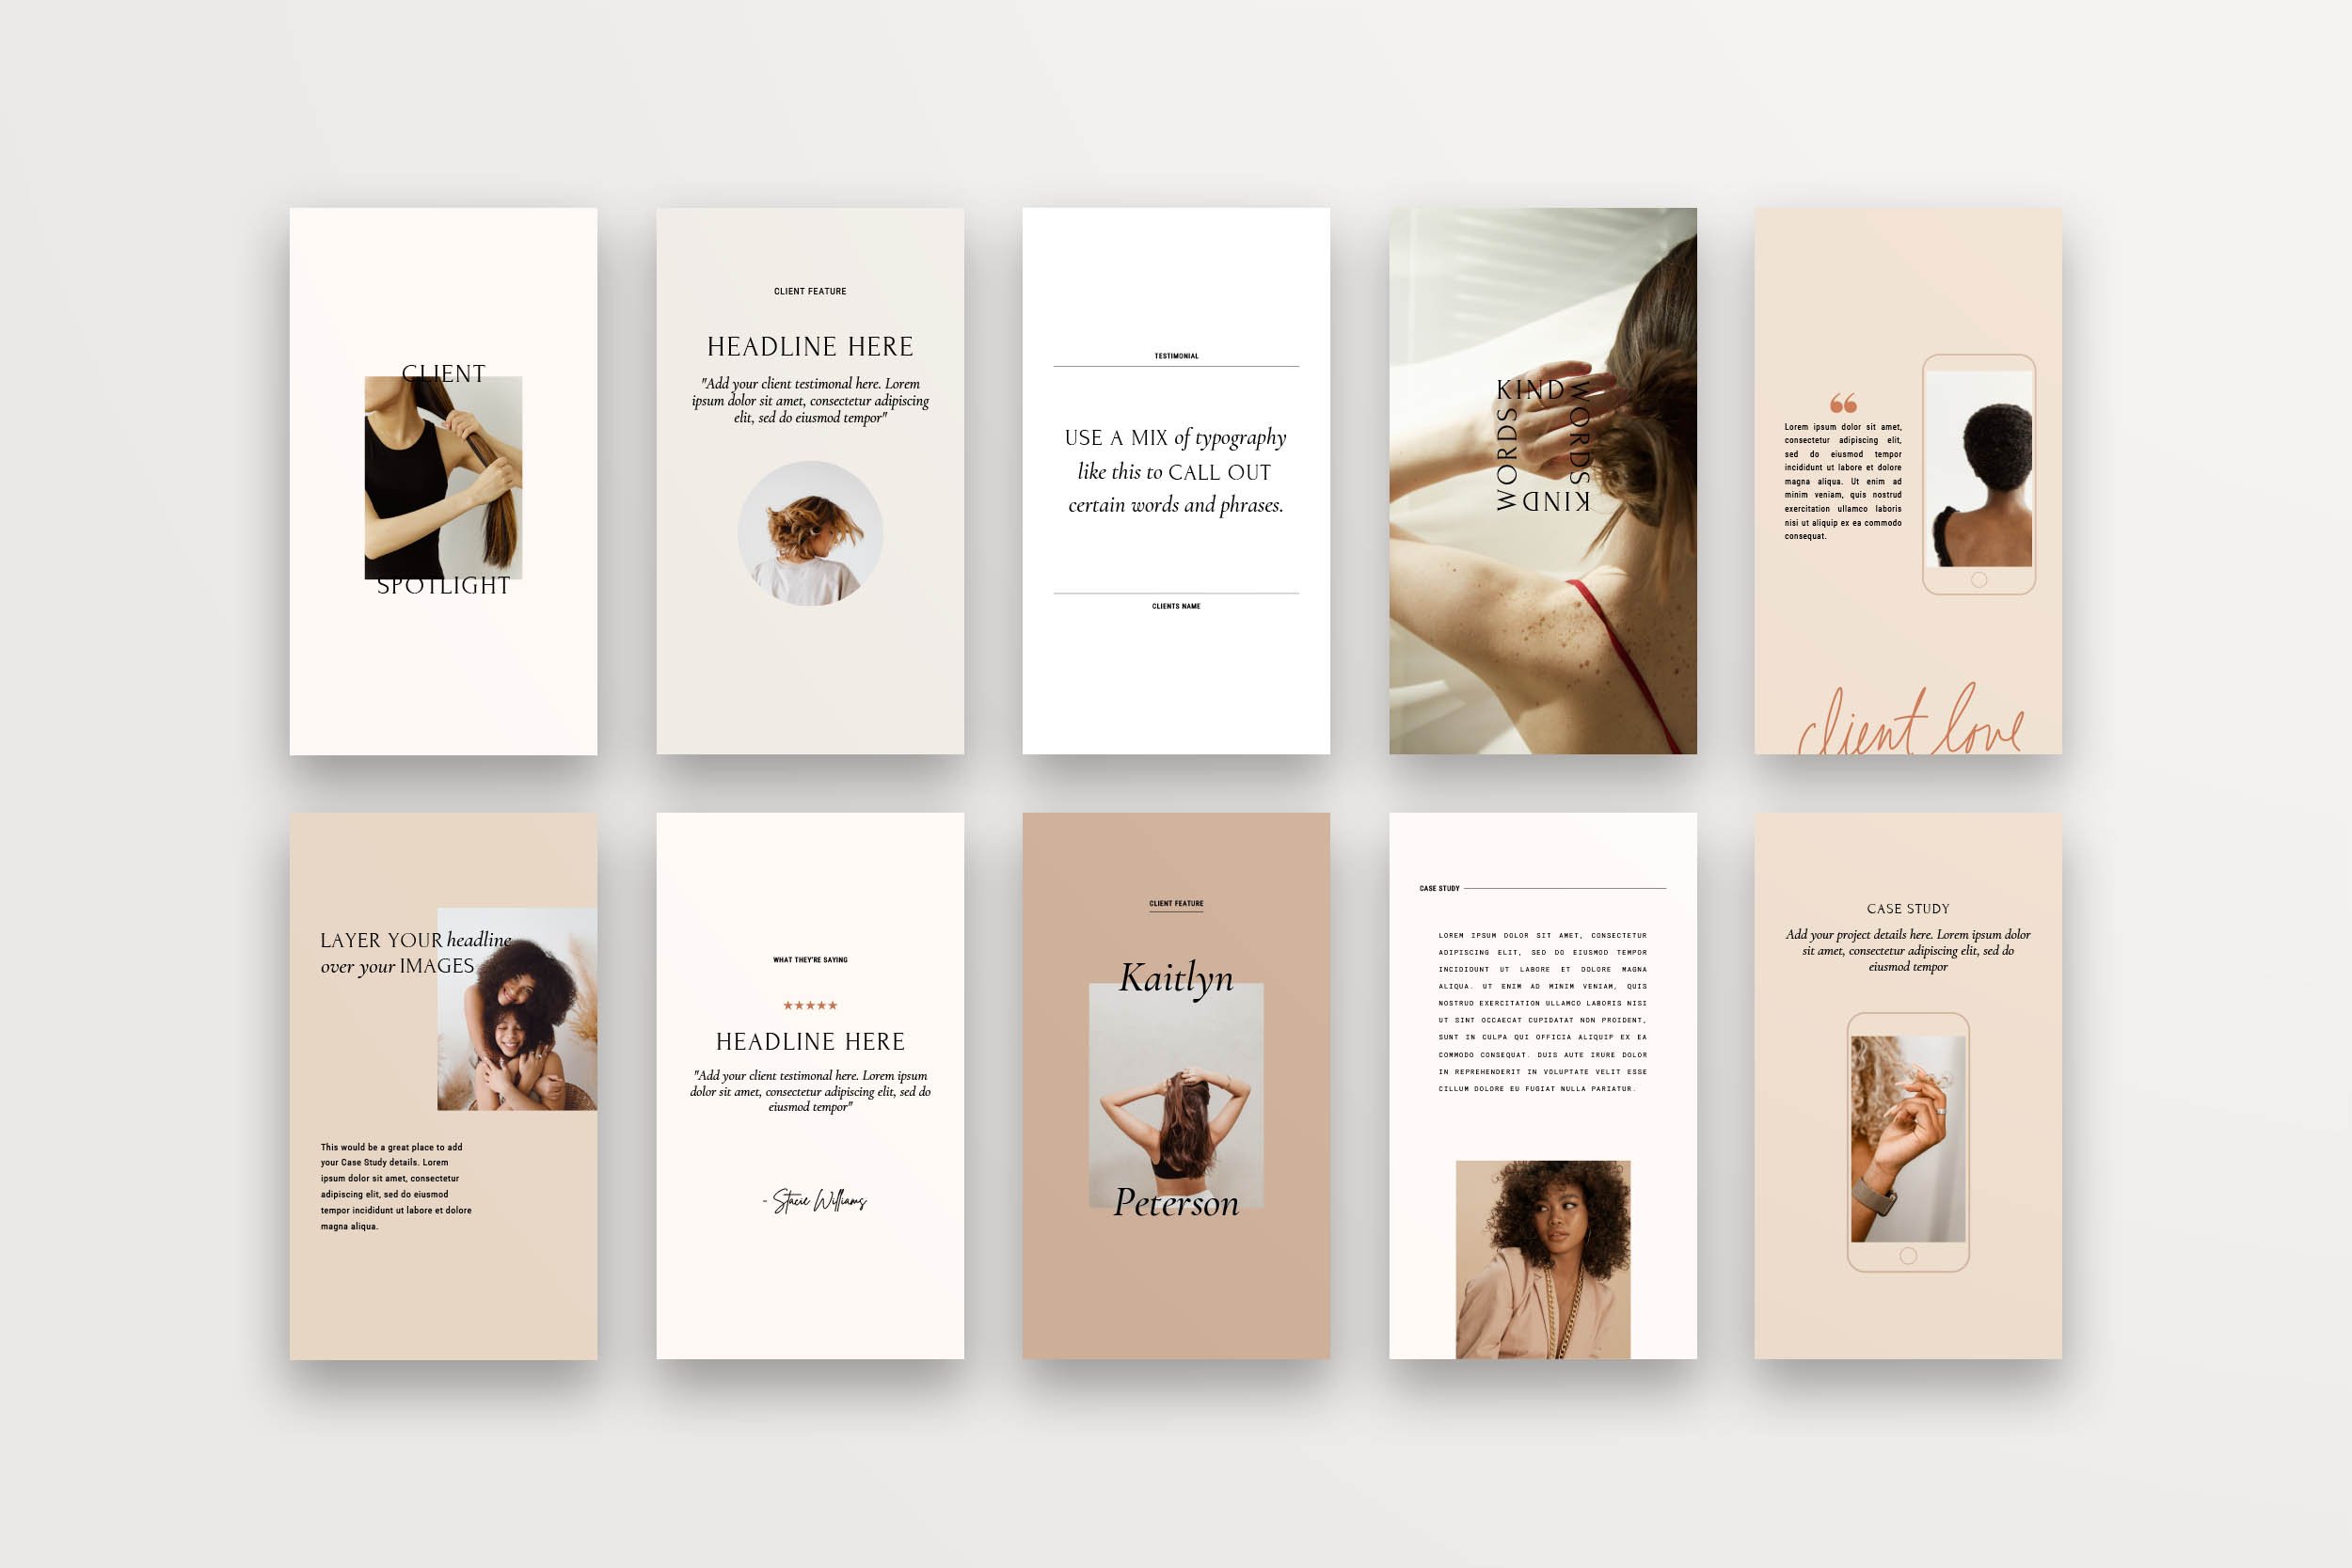 CLIENT
SPOTLIGHT
CLIENT FEATURE
HEADLINE HERE
"Add your client testimonal here. Lorem
ipsum dolor sit amet, consectetur adipiscing
elit, sed do eiusmod tempor"
TESTIMONIAL
USE A MIX of typography
like this to CALL OUT
certain words and phrases.
CLIENTS NAME
KIND
WORDS
KIND
WORDS
❝
Lorem ipsum dolor sit amet,
consectetur adipiscing elit,
sed do eiusmod tempor
incididunt ut labore et dolore
magna aliqua. Ut enim ad
minim veniam, quis nostrud
exercitation ullamco laboris
nisi ut aliquip ex ea commodo
consequat.
client love
LAYER YOUR headline
over your IMAGES
This would be a great place to add
your Case Study details. Lorem
ipsum dolor sit amet, consectetur
adipiscing elit, sed do eiusmod
tempor incididunt ut labore et dolore
magna aliqua.
WHAT THEY'RE SAYING
★★★★★
HEADLINE HERE
"Add your client testimonal here. Lorem ipsum
dolor sit amet, consectetur adipiscing elit, sed do
eiusmod tempor"
- Stacie Williams
CLIENT FEATURE
Kaitlyn
Peterson
CASE STUDY
LOREM IPSUM DOLOR SIT AMET, CONSECTETUR
ADIPISCING ELIT, SED DO EIUSMOD TEMPOR
INCIDIDUNT UT LABORE ET DOLORE MAGNA
ALIQUA. UT ENIM AD MINIM VENIAM, QUIS
NOSTRUD EXERCITATION ULLAMCO LABORIS NISI
UT SINT OCCAECAT CUPIDATAT NON PROIDENT,
SUNT IN CULPA QUI OFFICIA ALIQUIP EX EA
COMMODO CONSEQUAT. DUIS AUTE IRURE DOLOR
IN REPREHENDERIT IN VOLUPTATE VELIT ESSE
CILLUM DOLORE EU FUGIAT NULLA PARIATUR.
CASE STUDY
Add your project details here. Lorem ipsum dolor
sit amet, consectetur adipiscing elit, sed do
eiusmod tempor